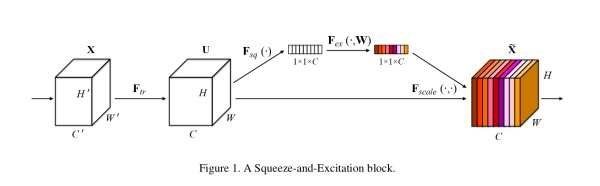 X
U
X̃
F_sq (·)
F_ex (·,W)
1×1×C
1×1×C
H'
W'
C'
F_tr
H
W
C
F_scale (·,·)
H
W
C
Figure 1. A Squeeze-and-Excitation block.